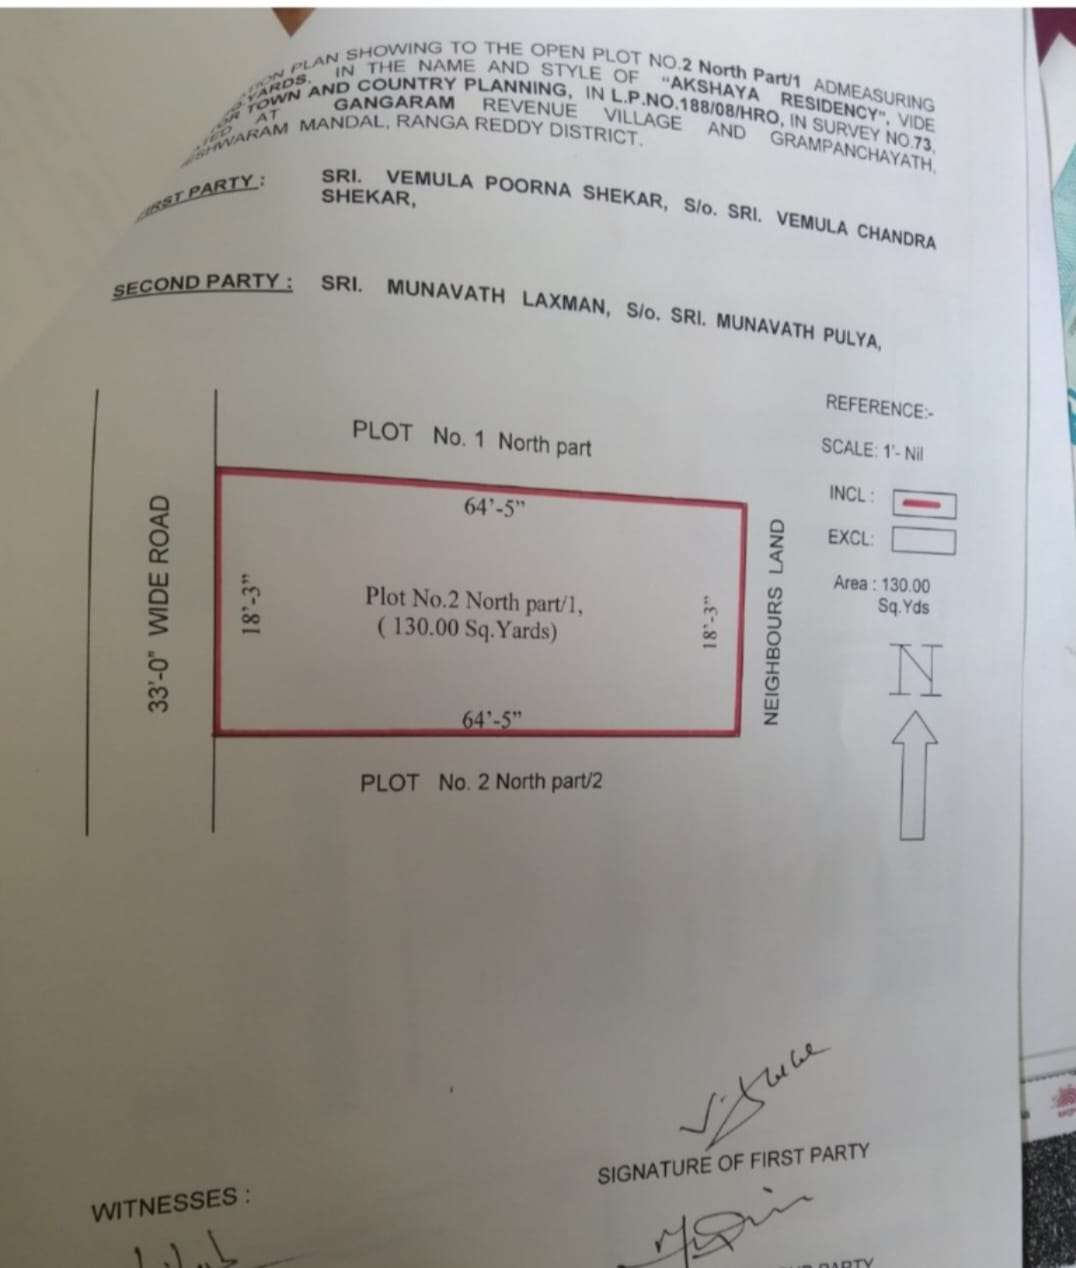 PLAN SHOWING TO THE OPEN PLOT NO.2 North Part/1 ADMEASURING
YARDS. IN THE NAME AND STYLE OF "AKSHAYA RESIDENCY", VIDE
TOWN AND COUNTRY PLANNING, IN L.P.NO.188/08/HRO, IN SURVEY NO.73,
AT GANGARAM REVENUE VILLAGE AND GRAMPANCHAYATH,
MANDAL, RANGA REDDY DISTRICT.
FIRST PARTY : SRI. VEMULA POORNA SHEKAR, S/o. SRI. VEMULA CHANDRA
SHEKAR,
SECOND PARTY : SRI. MUNAVATH LAXMAN, S/o. SRI. MUNAVATH PULYA,
REFERENCE:-
SCALE: 1'- Nil
INCL :
EXCL:
Area : 130.00
Sq.Yds
N
PLOT No. 1 North part
64'-5"
33'-0" WIDE ROAD
18'-3"
Plot No.2 North part/1,
( 130.00 Sq.Yards)
18'-3"
NEIGHBOURS LAND
64'-5"
PLOT No. 2 North part/2
SIGNATURE OF FIRST PARTY
WITNESSES :
PARTY